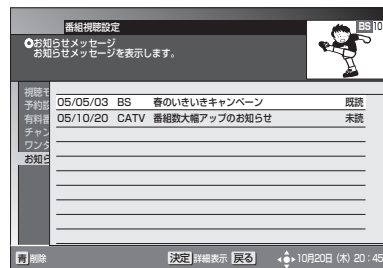 番組視聴設定
BS 10
お知らせメッセージ
お知らせメッセージを表示します。
視聴
予約設
有料番
チャン
ワンタ
お知ら
05/05/03 BS 春のいきいきキャンペーン 既読
05/10/20 CATV 番組数大幅アップのお知らせ 未読
青 削除 決定 詳細表示 戻る 10月20日 (木) 20:45